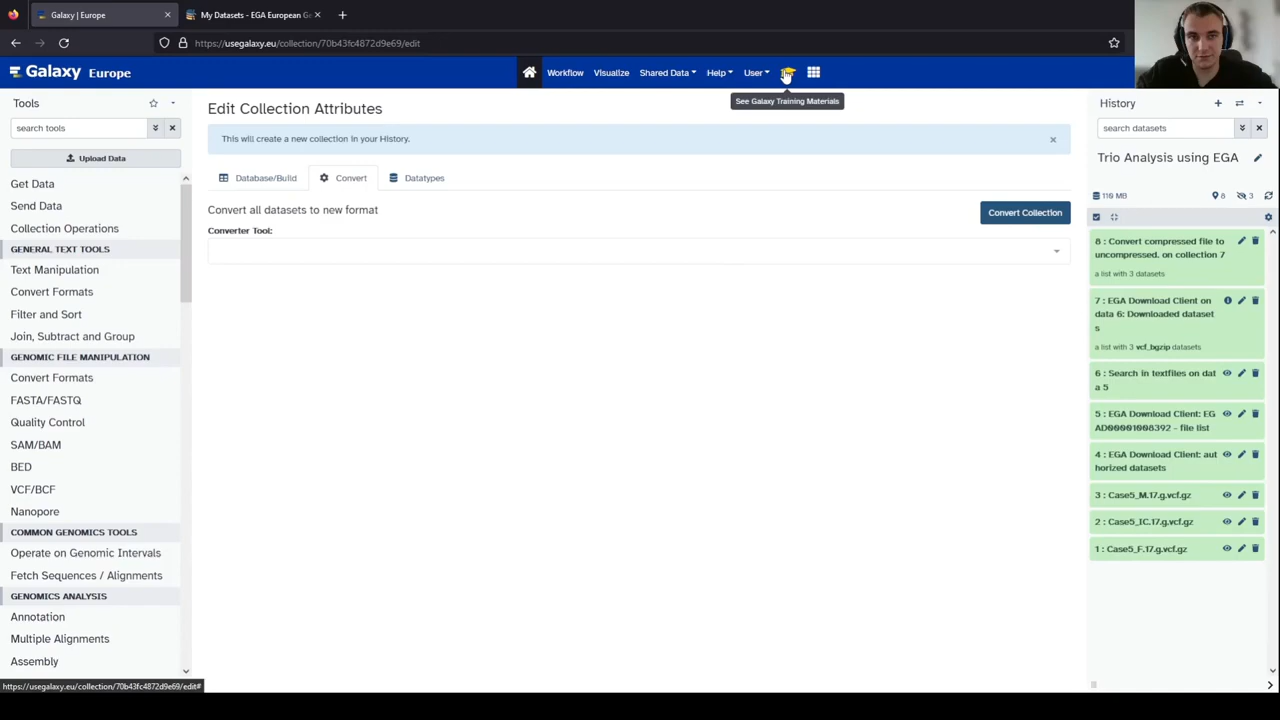 Galaxy | Europe
My Datasets - EGA European Ge
https://usegalaxy.eu/collection/70b43fc4872d9e69/edit
Galaxy Europe
Workflow Visualize Shared Data Help User
See Galaxy Training Materials
Tools
search tools
Upload Data
Get Data
Send Data
Collection Operations
GENERAL TEXT TOOLS
Text Manipulation
Convert Formats
Filter and Sort
Join, Subtract and Group
GENOMIC FILE MANIPULATION
Convert Formats
FASTA/FASTQ
Quality Control
SAM/BAM
BED
VCF/BCF
Nanopore
COMMON GENOMICS TOOLS
Operate on Genomic Intervals
Fetch Sequences / Alignments
GENOMICS ANALYSIS
Annotation
Multiple Alignments
Assembly
https://usegalaxy.eu/collection/70b43fc4872d9e69/edit#
Edit Collection Attributes
This will create a new collection in your History.
Database/Build Convert Datatypes
Convert all datasets to new format
Convert Collection
Converter Tool:
History
search datasets
Trio Analysis using EGA
110 MB 8 3
8 : Convert compressed file to
uncompressed. on collection 7
a list with 3 datasets
7 : EGA Download Client on
data 6: Downloaded dataset
s
a list with 3 vcf_bgzip datasets
6 : Search in textfiles on dat
a 5
5 : EGA Download Client: EG
AD00001008392 - file list
4 : EGA Download Client: aut
horized datasets
3 : Case5_M.17.g.vcf.gz
2 : Case5_IC.17.g.vcf.gz
1 : Case5_F.17.g.vcf.gz